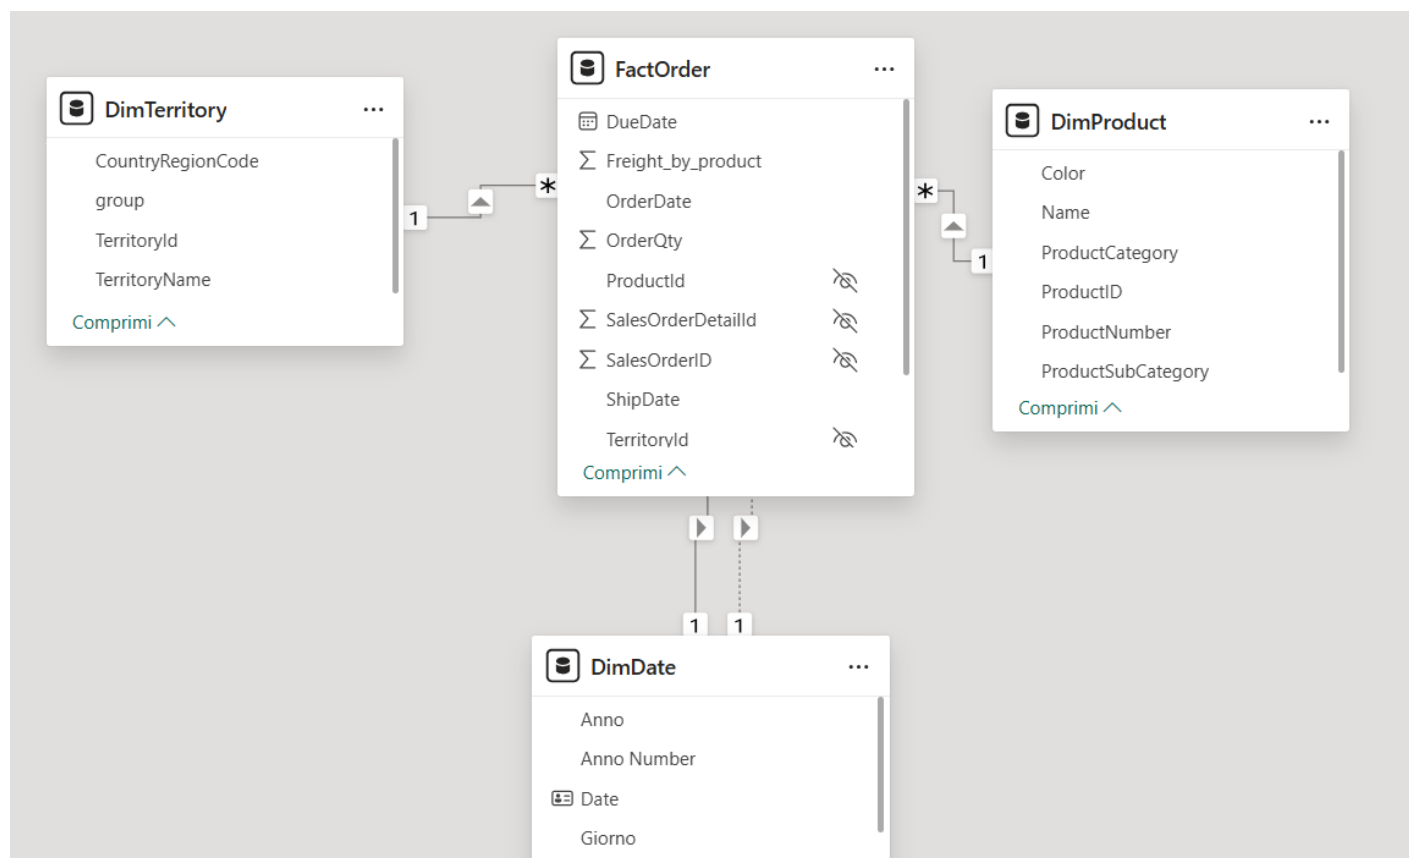 DimTerritory
CountryRegionCode
group
TerritoryId
TerritoryName
Comprimi
1
*
FactOrder
DueDate
Freight_by_product
OrderDate
OrderQty
ProductId
SalesOrderDetailId
SalesOrderID
ShipDate
TerritoryId
Comprimi
*
1
DimProduct
Color
Name
ProductCategory
ProductID
ProductNumber
ProductSubCategory
Comprimi
1
1
DimDate
Anno
Anno Number
Date
Giorno